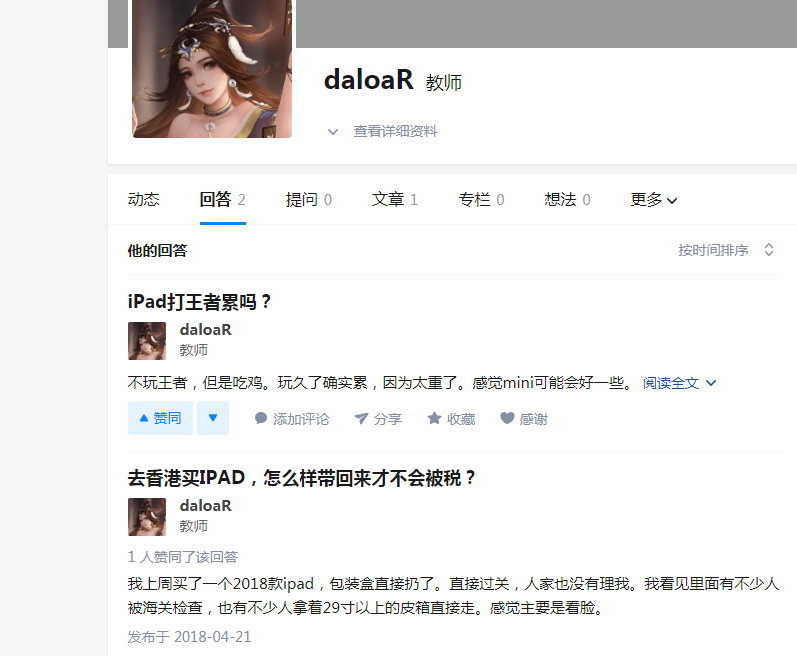 daloaR 教师
查看详细资料
动态 回答 2 提问 0 文章 1 专栏 0 想法 0 更多
他的回答 按时间排序
iPad打王者累吗？
daloaR
教师
不玩王者，但是吃鸡。玩久了确实累，因为太重了。感觉mini可能会好一些。 阅读全文
赞同 添加评论 分享 收藏 感谢
去香港买IPAD，怎么样带回来才不会被税？
daloaR
教师
1 人赞同了该回答
我上周买了一个2018款ipad，包装盒直接扔了。直接过关，人家也没有理我。我看见里面有不少人
被海关检查，也有不少人拿着29寸以上的皮箱直接走。感觉主要是看脸。
发布于 2018-04-21